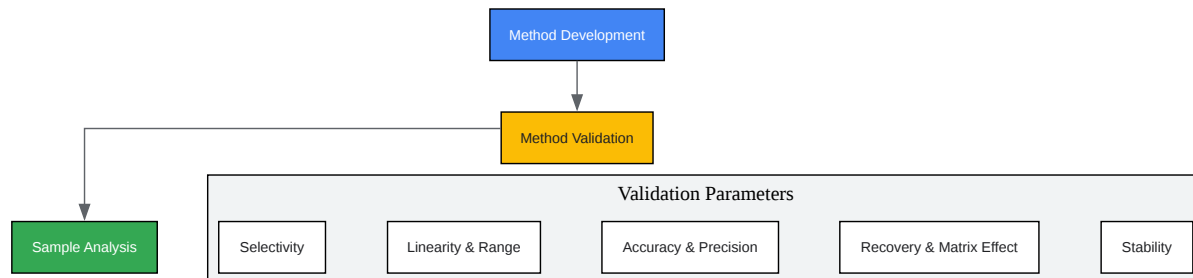 Method Development
Method Validation
Validation Parameters
Sample Analysis
Selectivity
Linearity & Range
Accuracy & Precision
Recovery & Matrix Effect
Stability